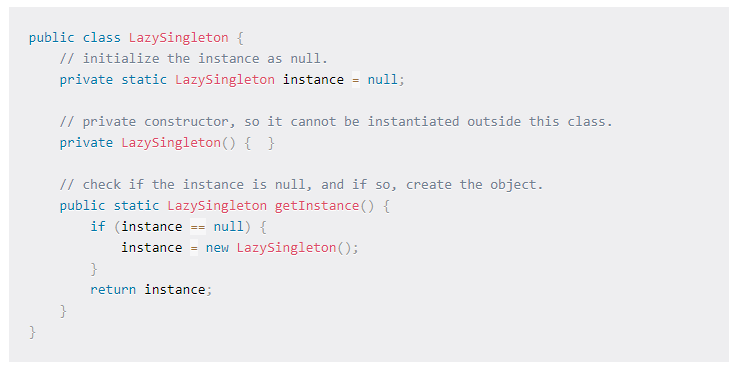 public class LazySingleton {
    // initialize the instance as null.
    private static LazySingleton instance = null;
    // private constructor, so it cannot be instantiated outside this class.
    private LazySingleton() {  }
    // check if the instance is null, and if so, create the object.
    public static LazySingleton getInstance() {
        if (instance == null) {
            instance = new LazySingleton();
        }
        return instance;
    }
}